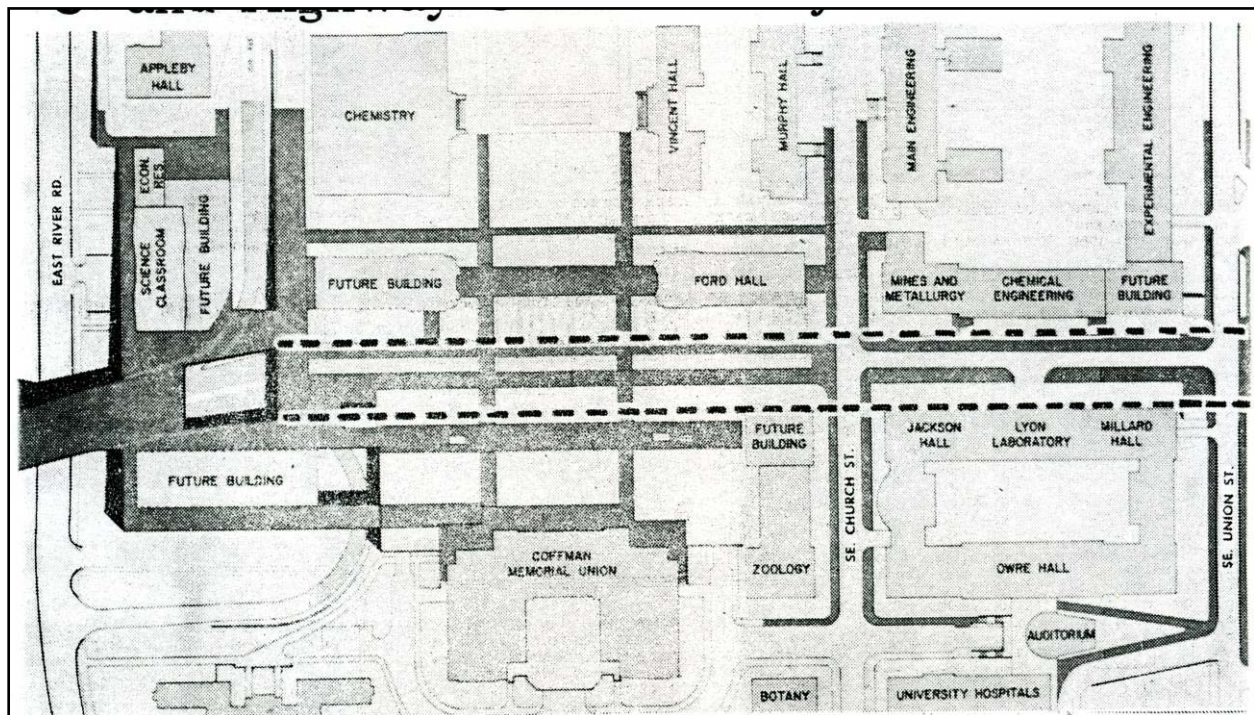 and Highway
APPLEBY
HALL
CHEMISTRY
VINCENT HALL
MURPHY HALL
MAIN ENGINEERING
EXPERIMENTAL ENGINEERING
EAST RIVER RD.
ECON.
RES.
SCIENCE
CLASSROOM
FUTURE BUILDING
FUTURE BUILDING
FORD HALL
MINES AND
METALLURGY
CHEMICAL
ENGINEERING
FUTURE
BUILDING
FUTURE
BUILDING
JACKSON
HALL
LYON
LABORATORY
MILLARD
HALL
FUTURE BUILDING
SE. CHURCH ST.
SE. UNION ST.
COFFMAN
MEMORIAL UNION
ZOOLOGY
OWRE HALL
AUDITORIUM
BOTANY
UNIVERSITY HOSPITALS